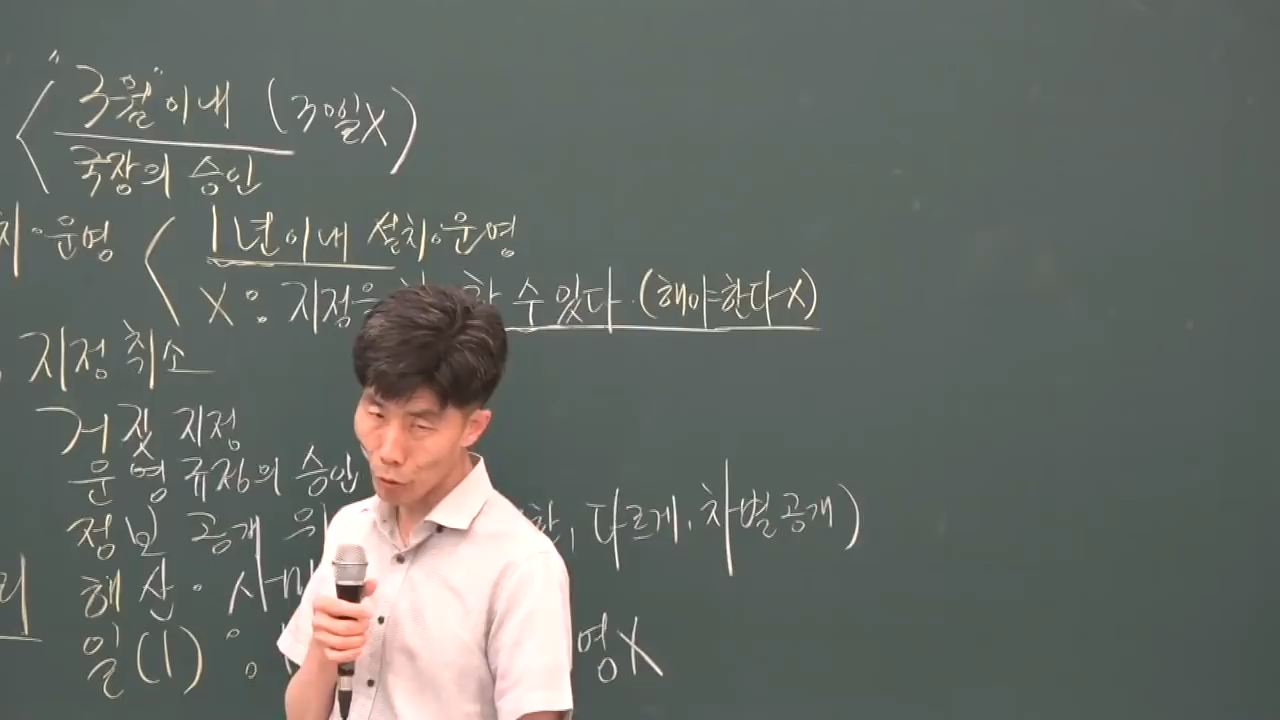 "3월"이내 (3일X)
국장의 승인
치·운영 1년이내 설치·운영
X : 지정을 수 있다 (해야한다X)
지정취소
거짓 지정
운영규정의 승인
정보 공개 다르게, 차별공개)
해산·
일(1) : 영X